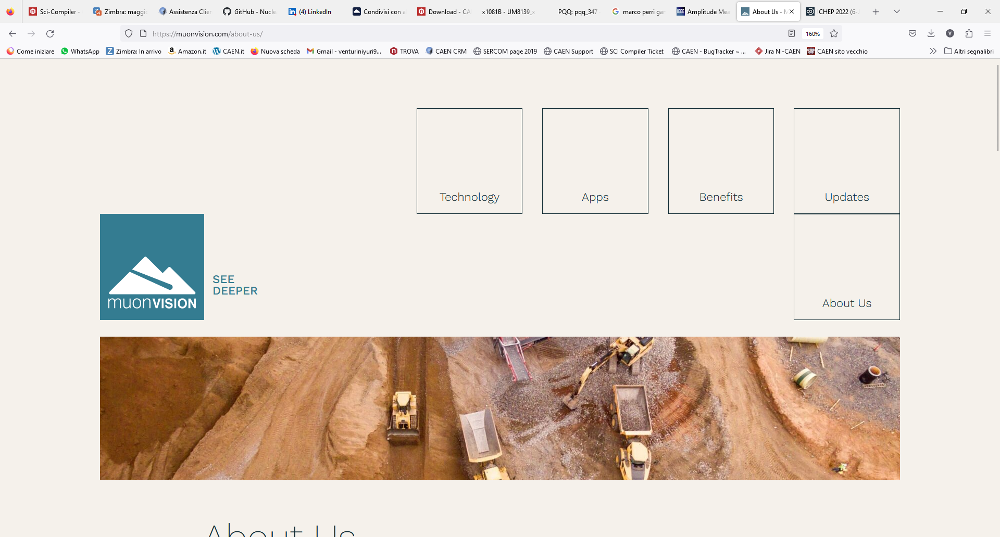 Sci-Compiler -
Zimbra: maggi
Assistenza Clie
GitHub - Nucle
(4) LinkedIn
Condivisi con
Download - CA
x1081B - UM8139_x
PQQ: pqq_347
marco perri gar
Amplitude Mea
About Us - M
ICHEP 2022 (6-
https://muonvision.com/about-us/
160%
Y
Come iniziare
WhatsApp
Zimbra: In arrivo
Amazon.it
CAEN.it
Nuova scheda
Gmail - venturiniyuri9...
TROVA
CAEN CRM
SERCOM page 2019
CAEN Support
SCI Compiler Ticket
CAEN - BugTracker ~ ...
Jira NI-CAEN
CAEN sito vecchio
Altri segnalibri
Technology
Apps
Benefits
Updates
muonVISION
SEE
DEEPER
About Us
About Us